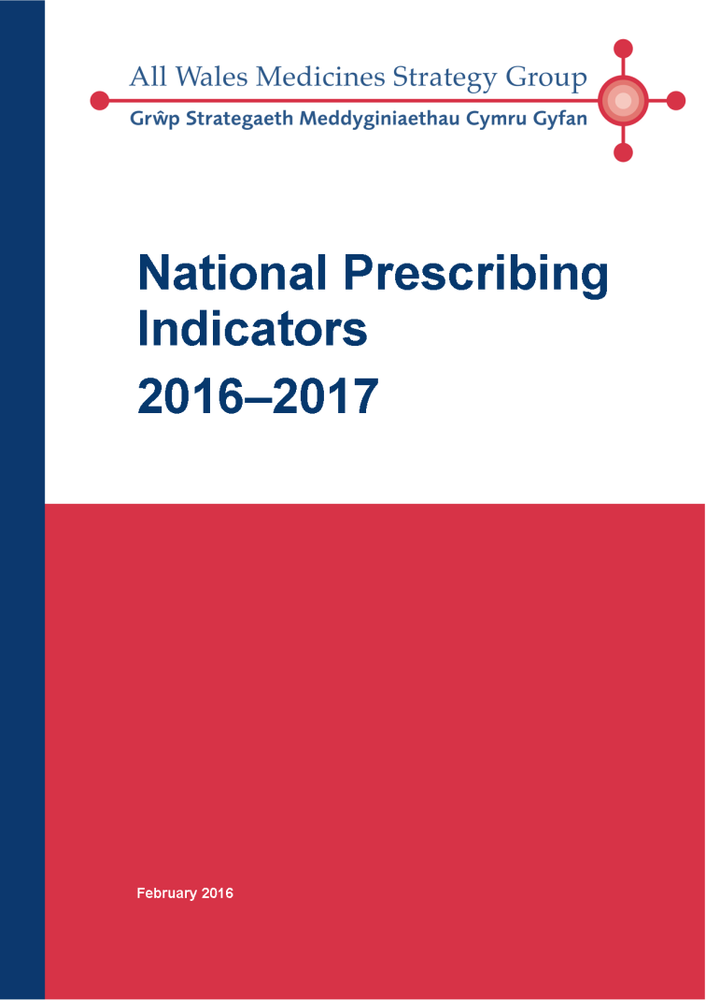 All Wales Medicines Strategy Group
Grŵp Strategaeth Meddyginiaethau Cymru Gyfan
National Prescribing
Indicators
2016–2017
February 2016